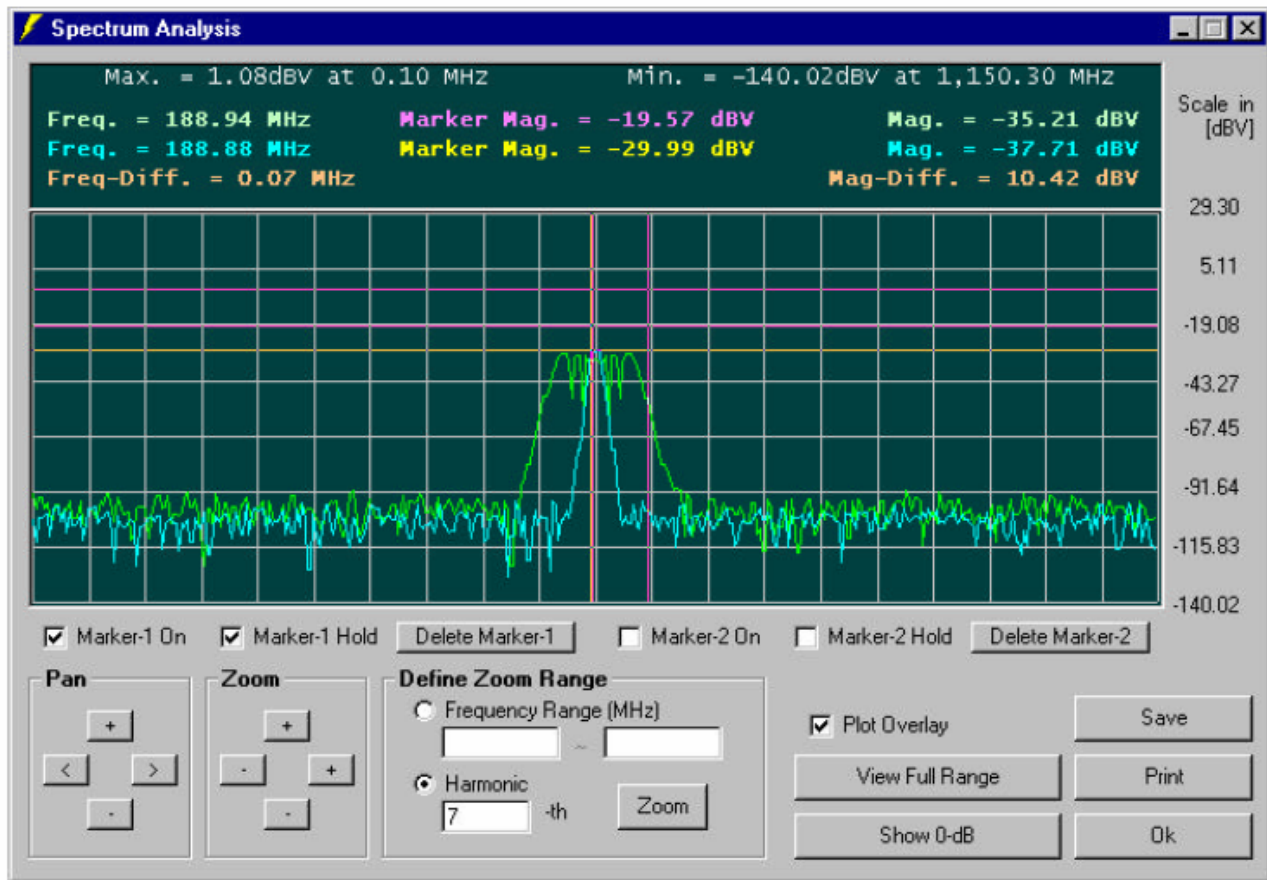 Spectrum Analysis
Max. = 1.08dBV at 0.10 MHz Min. = -140.02dBV at 1,150.30 MHz
Freq. = 188.94 MHz Marker Mag. = -19.57 dBV Mag. = -35.21 dBV
Freq. = 188.88 MHz Marker Mag. = -29.99 dBV Mag. = -37.71 dBV
Freq-Diff. = 0.07 MHz Mag-Diff. = 10.42 dBV
Scale in
[dBV]
29.30
5.11
-19.08
-43.27
-67.45
-91.64
-115.83
-140.02
Marker-1 On Marker-1 Hold Delete Marker-1 Marker-2 On Marker-2 Hold Delete Marker-2
Pan
+
< >
-
Zoom
+
- +
-
Define Zoom Range
Frequency Range (MHz)
~
Harmonic
7 -th Zoom
Plot Overlay Save
View Full Range Print
Show 0-dB Ok